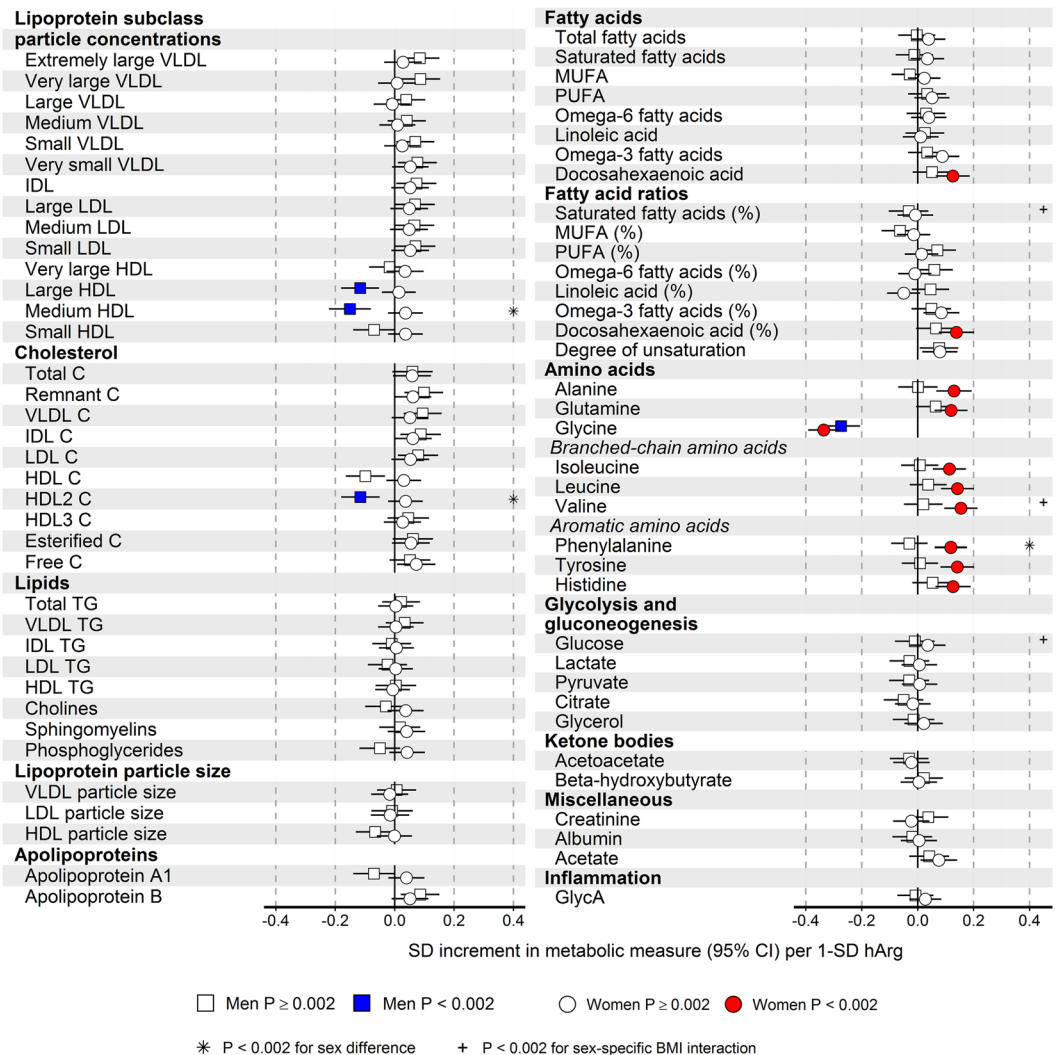 Lipoprotein subclass
particle concentrations
Extremely large VLDL
Very large VLDL
Large VLDL
Medium VLDL
Small VLDL
Very small VLDL
IDL
Large LDL
Medium LDL
Small LDL
Very large HDL
Large HDL
Medium HDL
Small HDL
Cholesterol
Total C
Remnant C
VLDL C
IDL C
LDL C
HDL C
HDL2 C
HDL3 C
Esterified C
Free C
Lipids
Total TG
VLDL TG
IDL TG
LDL TG
HDL TG
Cholines
Sphingomyelins
Phosphoglycerides
Lipoprotein particle size
VLDL particle size
LDL particle size
HDL particle size
Apolipoproteins
Apolipoprotein A1
Apolipoprotein B
-0.4 -0.2 0.0 0.2 0.4
Fatty acids
Total fatty acids
Saturated fatty acids
MUFA
PUFA
Omega-6 fatty acids
Linoleic acid
Omega-3 fatty acids
Docosahexaenoic acid
Fatty acid ratios
Saturated fatty acids (%) +
MUFA (%)
PUFA (%)
Omega-6 fatty acids (%)
Linoleic acid (%)
Omega-3 fatty acids (%)
Docosahexaenoic acid (%)
Degree of unsaturation
Amino acids
Alanine
Glutamine
Glycine
Branched-chain amino acids
Isoleucine
Leucine
Valine +
Aromatic amino acids
Phenylalanine
Tyrosine
Histidine
Glycolysis and
gluconeogenesis
Glucose +
Lactate
Pyruvate
Citrate
Glycerol
Ketone bodies
Acetoacetate
Beta-hydroxybutyrate
Miscellaneous
Creatinine
Albumin
Acetate
Inflammation
GlycA
-0.4 -0.2 0.0 0.2 0.4
SD increment in metabolic measure (95% CI) per 1-SD hArg
Men P ≥ 0.002 Men P < 0.002 Women P ≥ 0.002 Women P < 0.002
✳ P < 0.002 for sex difference + P < 0.002 for sex-specific BMI interaction